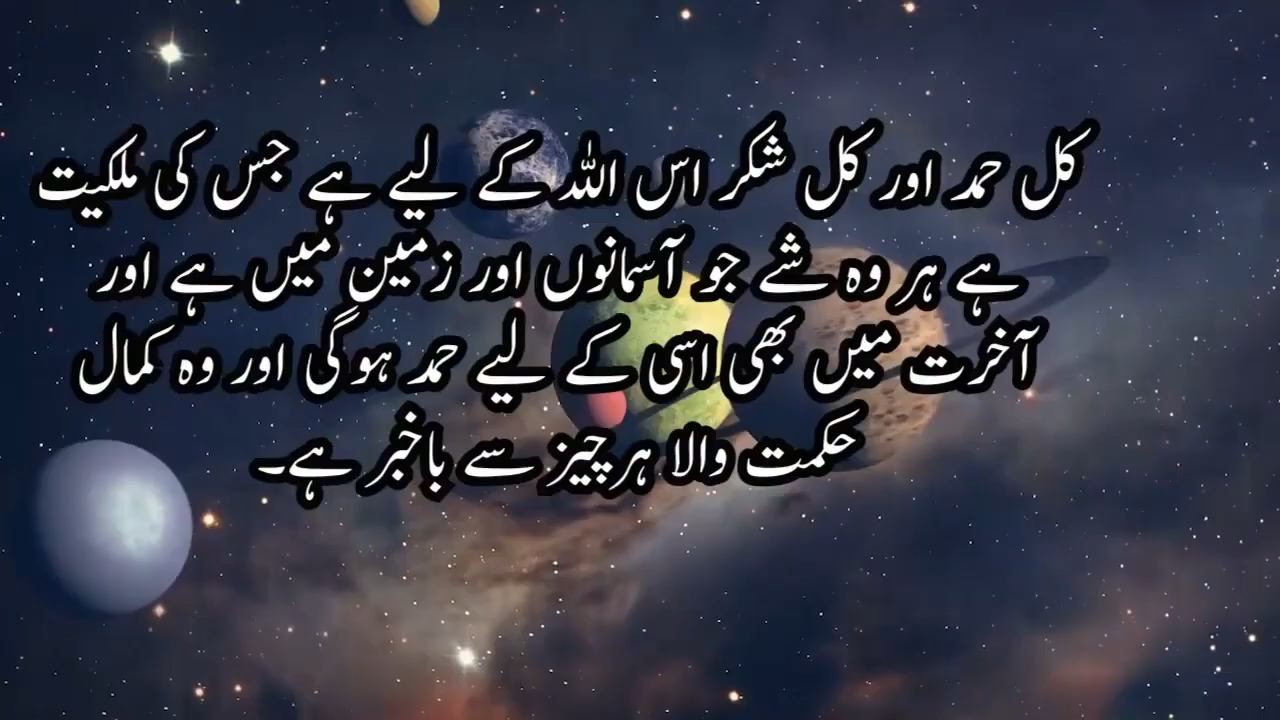 کل حمد اور کل شکر اس اللہ کے لیے ہے جس کی ملکیت
ہے ہر وہ شے جو آسمانوں اور زمین میں ہے اور
آخرت میں بھی اسی کے لیے حمد ہوگی اور وہ کمال
حکمت والا ہر چیز سے باخبر ہے۔